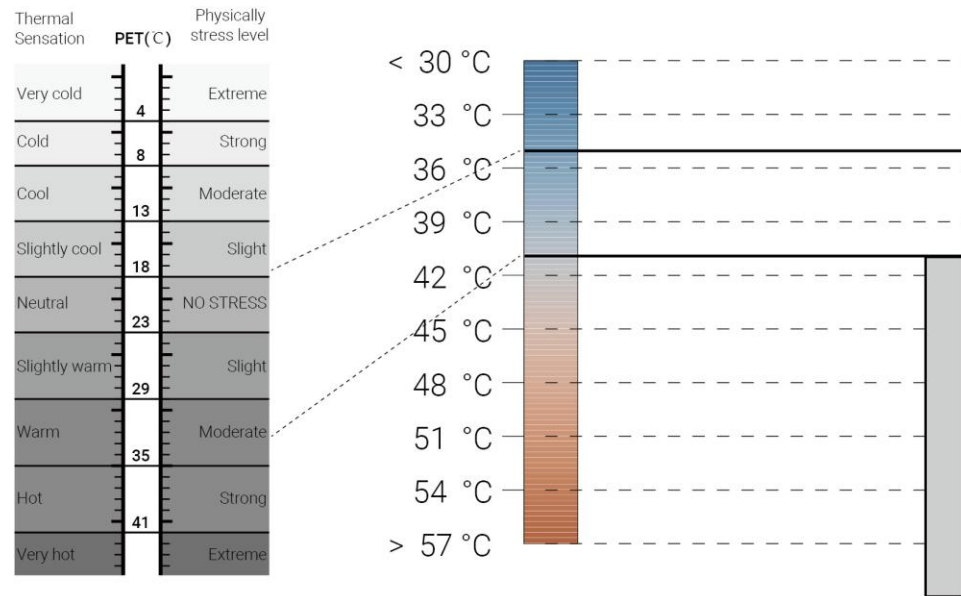 Thermal
Sensation
PET(℃)
Physically
stress level
Very cold
4
Extreme
Cold
8
Strong
Cool
13
Moderate
Slightly cool
18
Slight
Neutral
23
NO STRESS
Slightly warm
29
Slight
Warm
35
Moderate
Hot
41
Strong
Very hot
Extreme
< 30 °C
33 °C
36 °C
39 °C
42 °C
45 °C
48 °C
51 °C
54 °C
> 57 °C